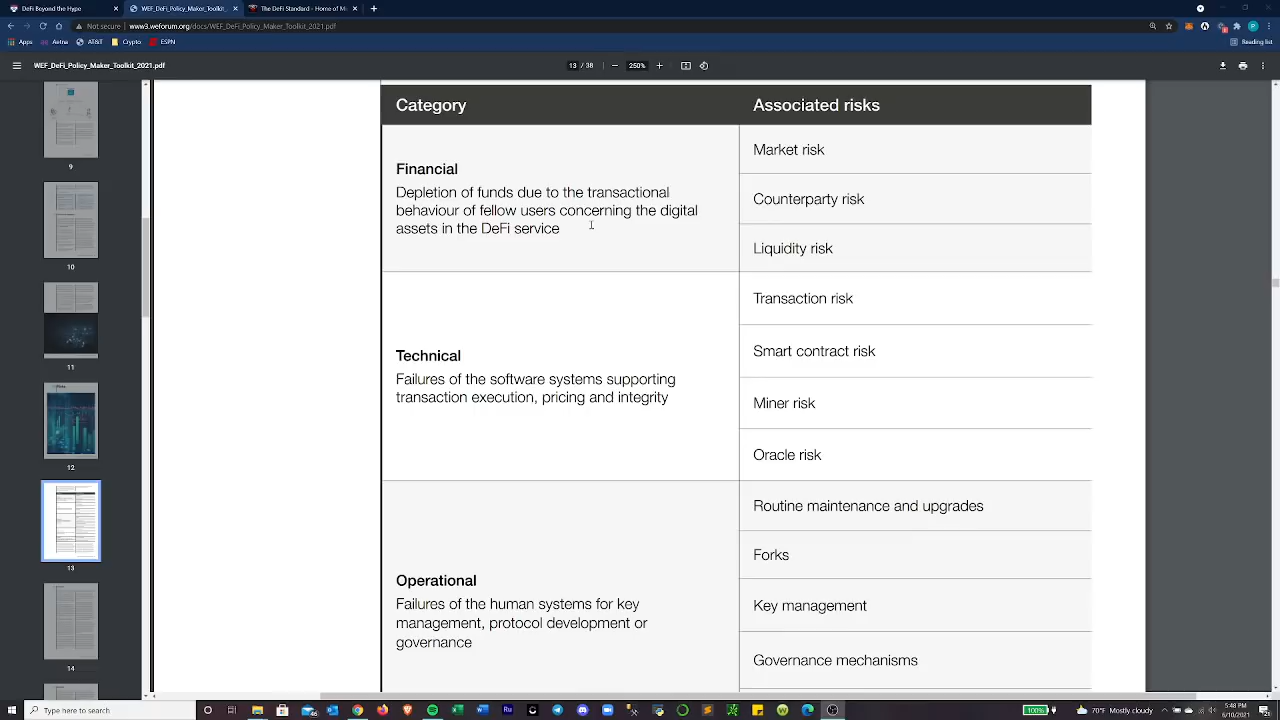 DeFi Beyond the Hype
WEF_DeFi_Policy_Maker_Toolkit_
The DeFi Standard - Home of M
Not secure
www3.weforum.org/docs/WEF_DeFi_Policy_Maker_Toolkit_2021.pdf
Apps
Aetna
AT&T
Crypto
ESPN
Reading list
WEF_DeFi_Policy_Maker_Toolkit_2021.pdf
13 / 38
250%
9
10
11
12
13
14
Category
Associated risks
Financial
Depletion of funds due to the transactional
behaviour of fellow users concerning the digital
assets in the DeFi service
Market risk
Counterparty risk
Liquidity risk
Technical
Failures of the software systems supporting
transaction execution, pricing and integrity
Transaction risk
Smart contract risk
Miner risk
Oracle risk
Operational
Failures of the human systems for key
management, protocol development or
governance
Routine maintenance and upgrades
Forks
Key management
Governance mechanisms
Type here to search
100%
70°F Mostly cloudy
5:48 PM
6/10/2021